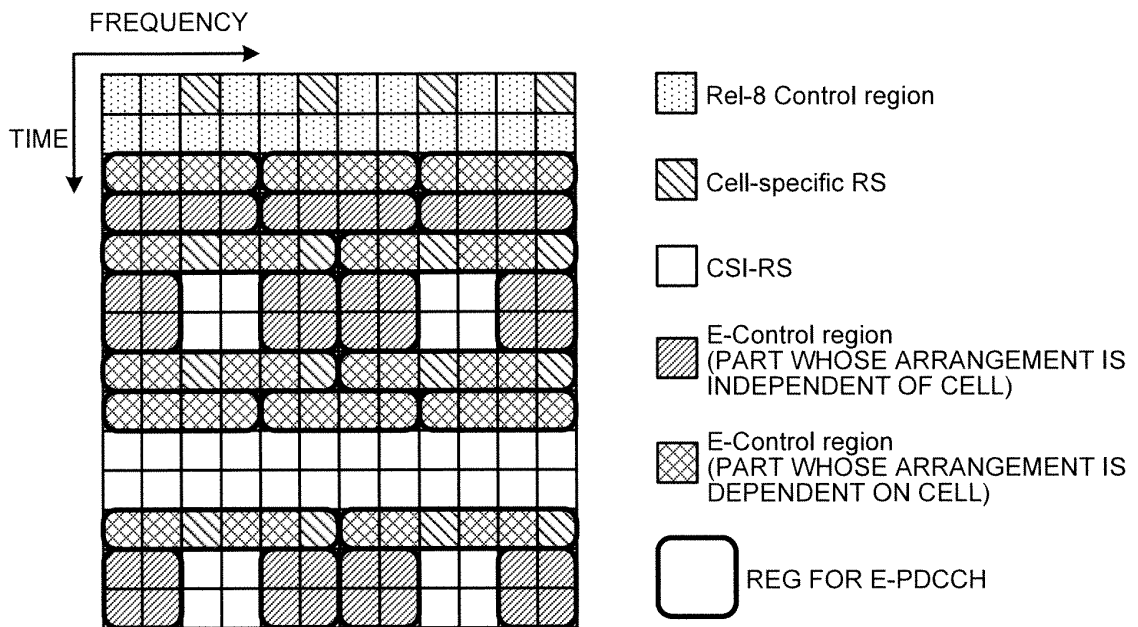 FREQUENCY
TIME
Rel-8 Control region
Cell-specific RS
CSI-RS
E-Control region
(PART WHOSE ARRANGEMENT IS
INDEPENDENT OF CELL)
E-Control region
(PART WHOSE ARRANGEMENT IS
DEPENDENT ON CELL)
REG FOR E-PDCCH